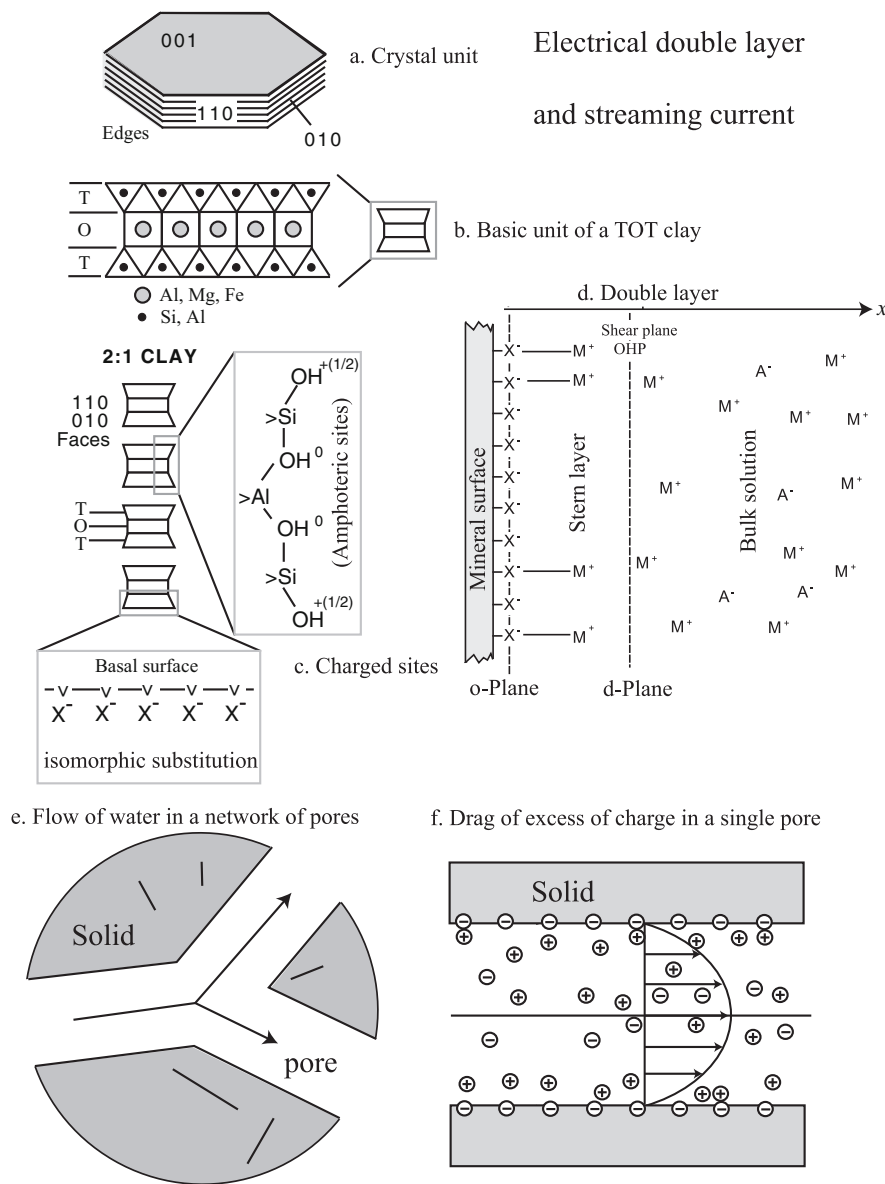 Electrical double layer
and streaming current
001
a. Crystal unit
110
Edges
010
T
O
T
b. Basic unit of a TOT clay
Al, Mg, Fe
Si, Al
2:1 CLAY
110
010
Faces
T
O
T
OH +(1/2)
>Si
OH 0
>Al
OH 0
>Si
OH +(1/2)
(Amphoteric sites)
c. Charged sites
Basal surface
v v v v v
X- X- X- X- X-
isomorphic substitution
d. Double layer
x
Shear plane
OHP
X- M+ M+
A-
X- M+ M+
X- M+ M+ M+
X-
X- M+ M+
X- A-
X- M+
X- M+ M+ M+
X- A- A-
X- M+ M+ M+
Mineral surface
Stern layer
Bulk solution
o-Plane
d-Plane
e. Flow of water in a network of pores
Solid
pore
f. Drag of excess of charge in a single pore
Solid